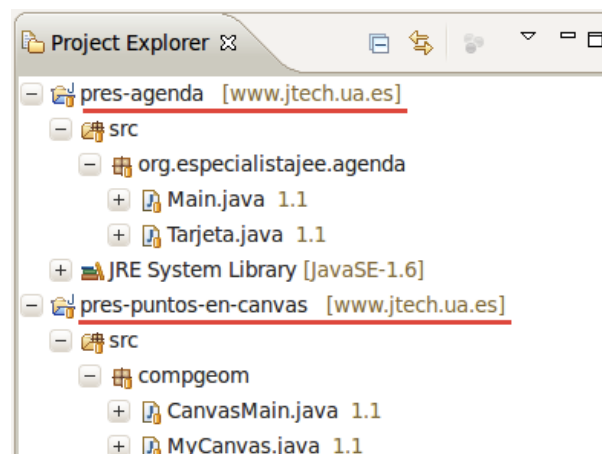 Project Explorer
pres-agenda [www.jtech.ua.es]
src
org.especialistajee.agenda
Main.java 1.1
Tarjeta.java 1.1
JRE System Library [JavaSE-1.6]
pres-puntos-en-canvas [www.jtech.ua.es]
src
compgeom
CanvasMain.java 1.1
MyCanvas.java 1.1